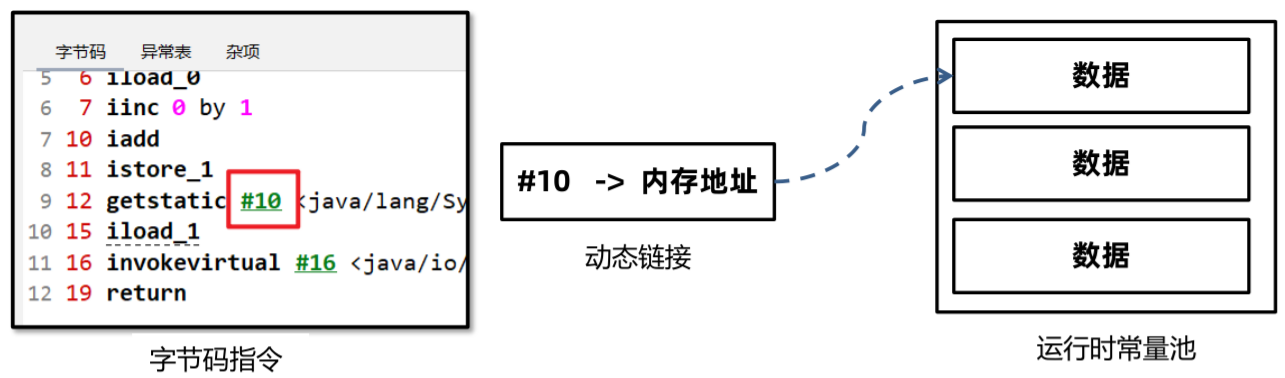 字节码 异常表 杂项
5 6 iload_0
6 7 iinc 0 by 1
7 10 iadd
8 11 istore_1
9 12 getstatic #10 <java/lang/Sy
10 15 iload_1
11 16 invokevirtual #16 <java/io/
12 19 return
字节码指令
#10 -> 内存地址
动态链接
数据
数据
数据
运行时常量池